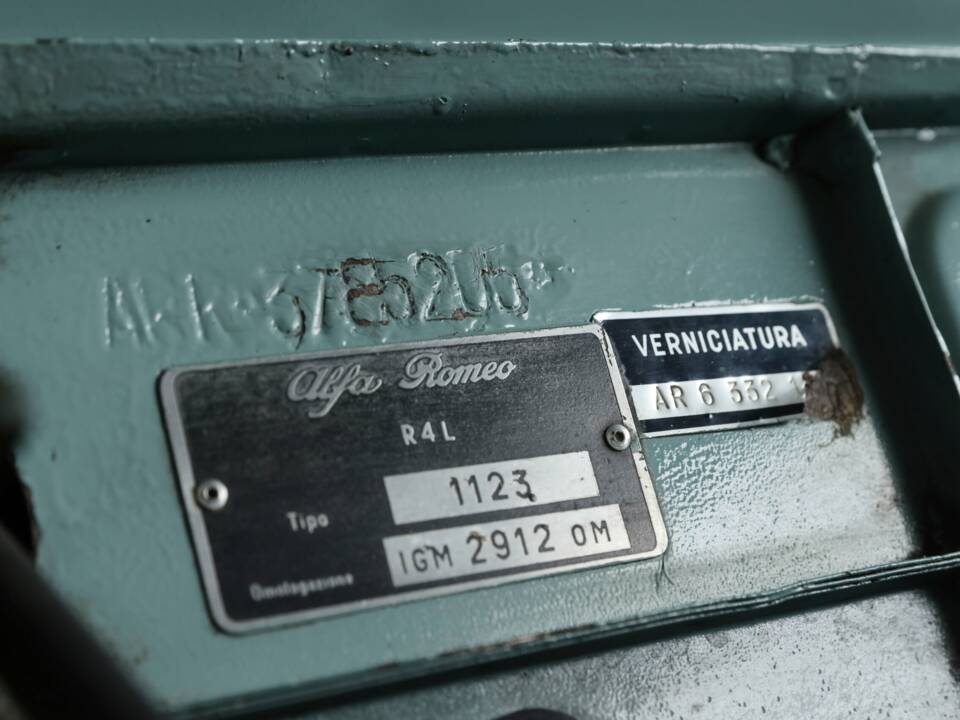 Alfa Romeo
R4L
Tipo 1123
Omologazione IGM 2912 OM
VERNICIATURA
AR 6 332